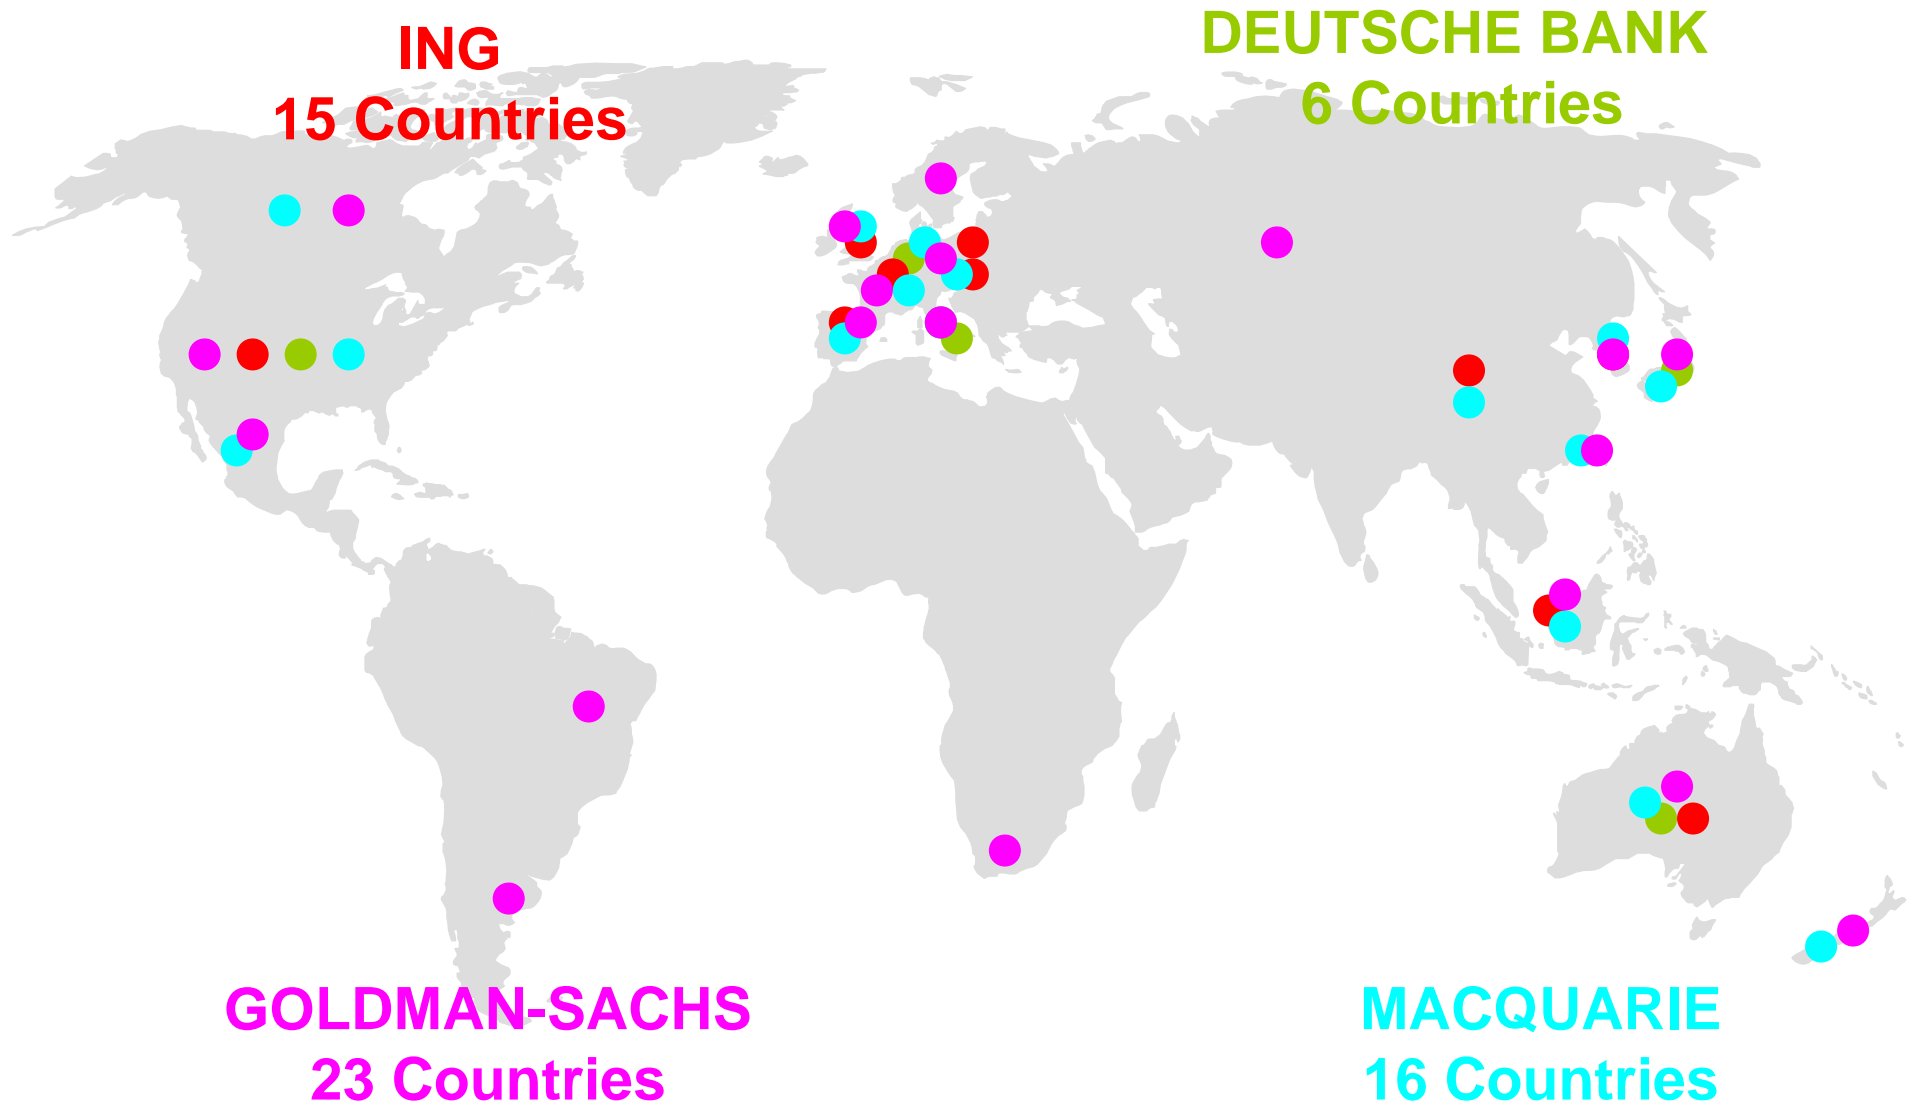 ING
15 Countries
DEUTSCHE BANK
6 Countries
GOLDMAN-SACHS
23 Countries
MACQUARIE
16 Countries